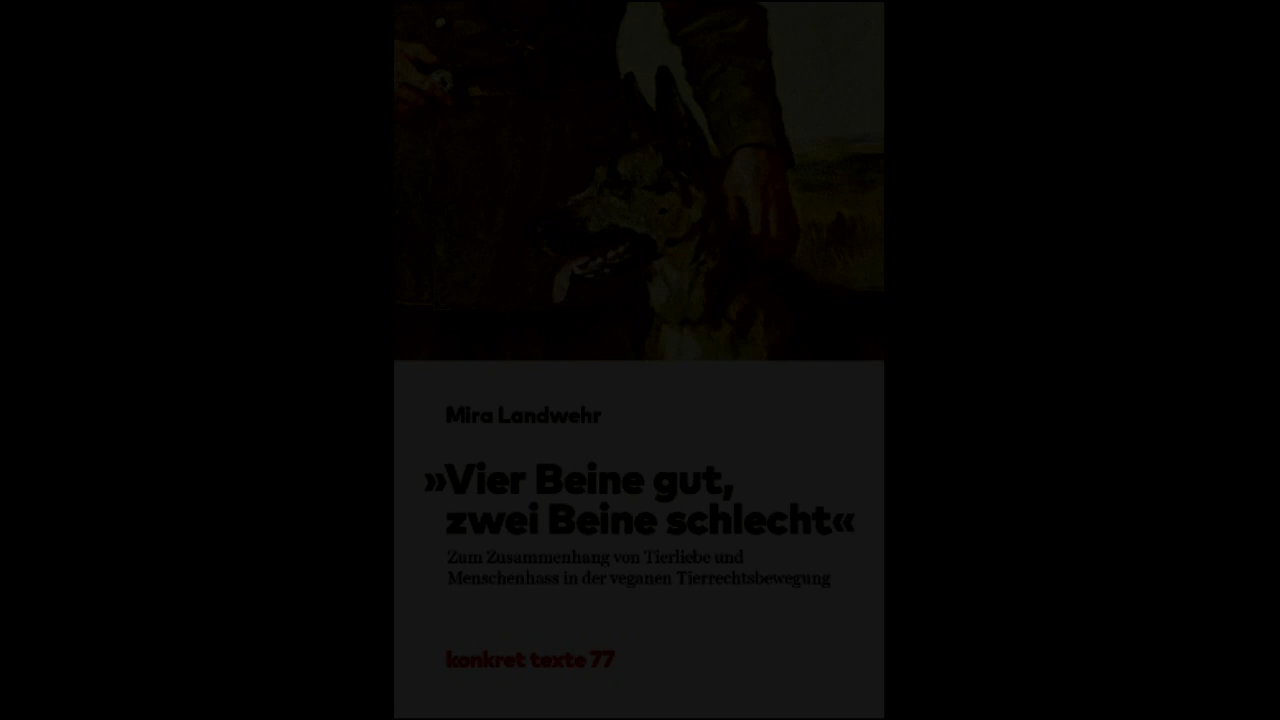 Mira Landwehr
»Vier Beine gut,
zwei Beine schlecht«
Zum Zusammenhang von Tierliebe und
Menschenhass in der veganen Tierrechtsbewegung
konkret texte 77